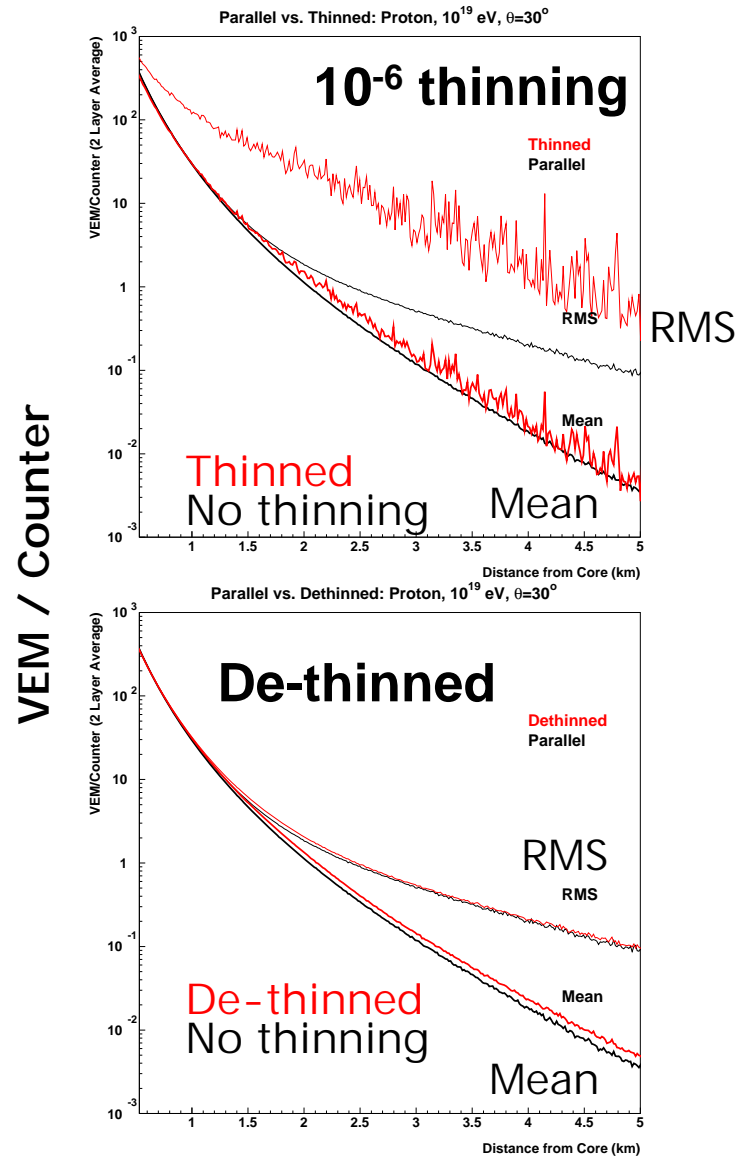 Parallel vs. Thinned: Proton, 10^19 eV, θ=30°
10^-6 thinning
VEM/Counter (2 Layer Average)
10^3
10^2
10
1
10^-1
10^-2
10^-3
Thinned
Parallel
RMS
RMS
Mean
Thinned
No thinning
Mean
1 1.5 2 2.5 3 3.5 4 4.5 5
Distance from Core (km)
VEM / Counter
Parallel vs. Dethinned: Proton, 10^19 eV, θ=30°
De-thinned
VEM/Counter (2 Layer Average)
10^3
10^2
10
1
10^-1
10^-2
10^-3
Dethinned
Parallel
RMS
RMS
Mean
De-thinned
No thinning
Mean
1 1.5 2 2.5 3 3.5 4 4.5 5
Distance from Core (km)